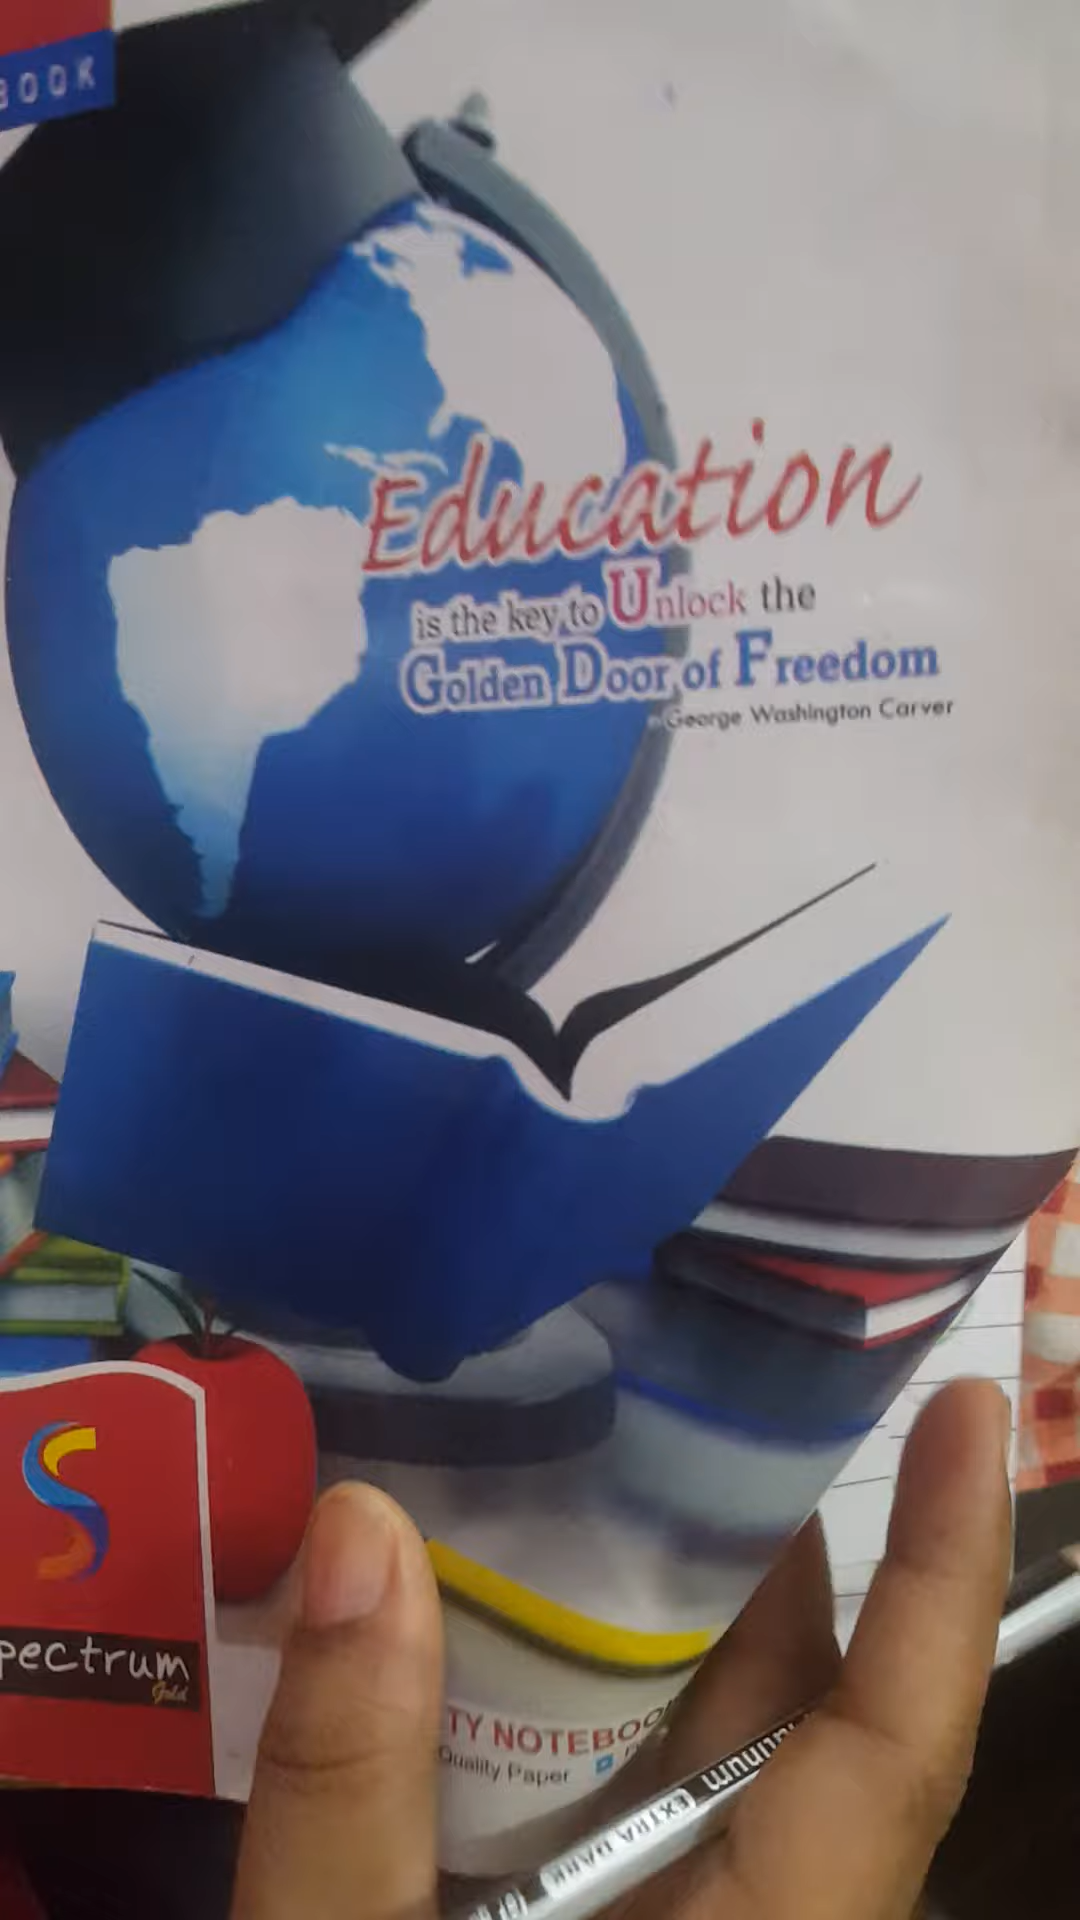 BOOK
Education
is the key to Unlock the
Golden Door of Freedom
- George Washington Carver
pectrum
Gold
TY NOTEBOO
Quality Paper
EXTRA DARK